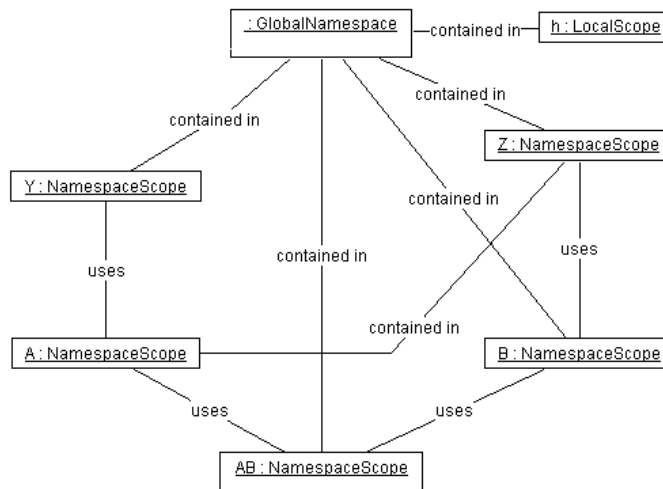 : GlobalNamespace
contained in
h : LocalScope
contained in
contained in
Z : NamespaceScope
Y : NamespaceScope
contained in
contained in
uses
uses
contained in
A : NamespaceScope
B : NamespaceScope
uses
uses
AB : NamespaceScope